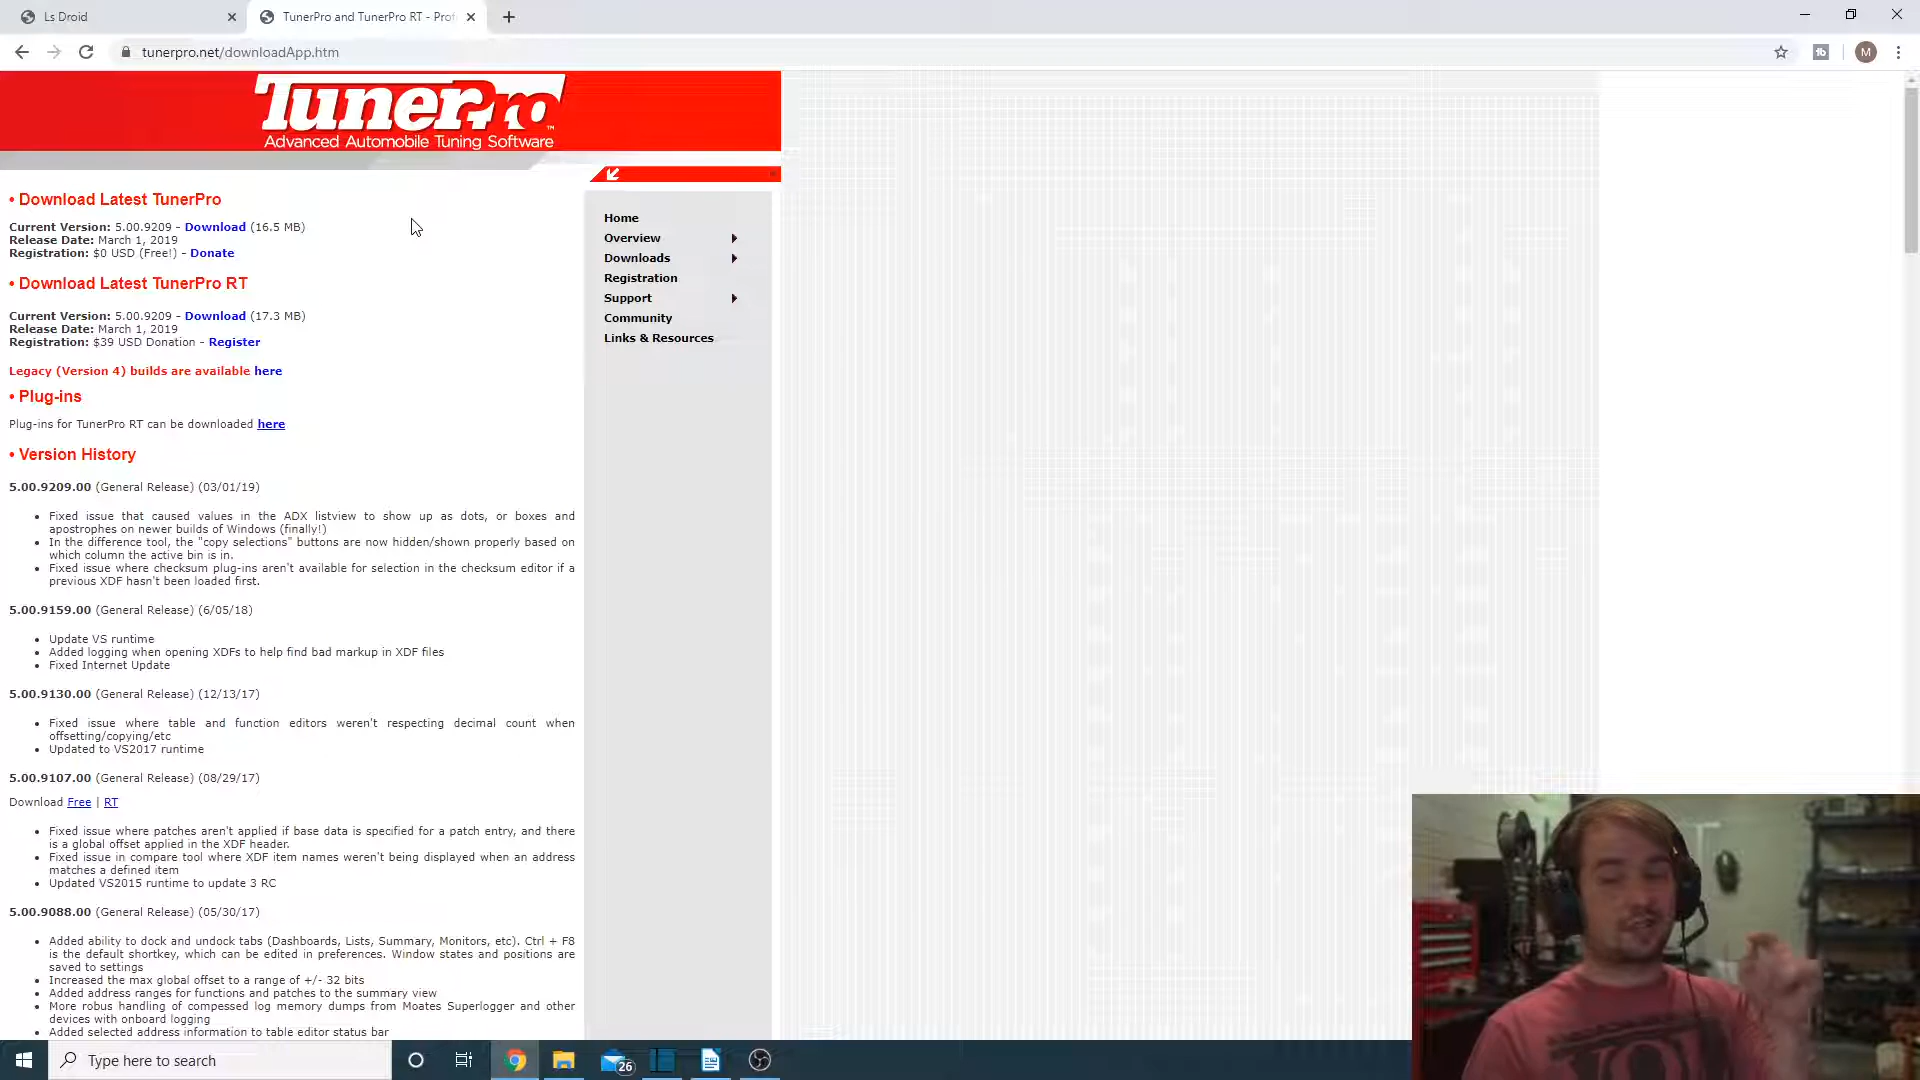 Ls Droid
TunerPro and TunerPro RT - Prof
tunerpro.net/downloadApp.htm
M
TunerPro
Advanced Automobile Tuning Software
• Download Latest TunerPro
Current Version: 5.00.9209 - Download (16.5 MB)
Release Date: March 1, 2019
Registration: $0 USD (Free!) - Donate
• Download Latest TunerPro RT
Current Version: 5.00.9209 - Download (17.3 MB)
Release Date: March 1, 2019
Registration: $39 USD Donation - Register
Legacy (Version 4) builds are available here
• Plug-ins
Plug-ins for TunerPro RT can be downloaded here
• Version History
5.00.9209.00 (General Release) (03/01/19)
• Fixed issue that caused values in the ADX listview to show up as dots, or boxes and
apostrophes on newer builds of Windows (finally!)
• In the difference tool, the "copy selections" buttons are now hidden/shown properly based on
which column the active bin is in.
• Fixed issue where checksum plug-ins aren't available for selection in the checksum editor if a
previous XDF hasn't been loaded first.
5.00.9159.00 (General Release) (6/05/18)
• Update VS runtime
• Added logging when opening XDFs to help find bad markup in XDF files
• Fixed Internet Update
5.00.9130.00 (General Release) (12/13/17)
• Fixed issue where table and function editors weren't respecting decimal count when
offsetting/copying/etc
• Updated to VS2017 runtime
5.00.9107.00 (General Release) (08/29/17)
Download Free | RT
• Fixed issue where patches aren't applied if base data is specified for a patch entry, and there
is a global offset applied in the XDF header.
• Fixed issue in compare tool where XDF item names weren't being displayed when an address
matches a defined item
• Updated VS2015 runtime to update 3 RC
5.00.9088.00 (General Release) (05/30/17)
• Added ability to dock and undock tabs (Dashboards, Lists, Summary, Monitors, etc). Ctrl + F8
is the default shortkey, which can be edited in preferences. Window states and positions are
saved to settings
• Increased the max global offset to a range of +/- 32 bits
• Added address ranges for functions and patches to the summary view
• More robus handling of compessed log memory dumps from Moates Superlogger and other
devices with onboard logging
• Added selected address information to table editor status bar
Home
Overview
Downloads
Registration
Support
Community
Links & Resources
Type here to search
26